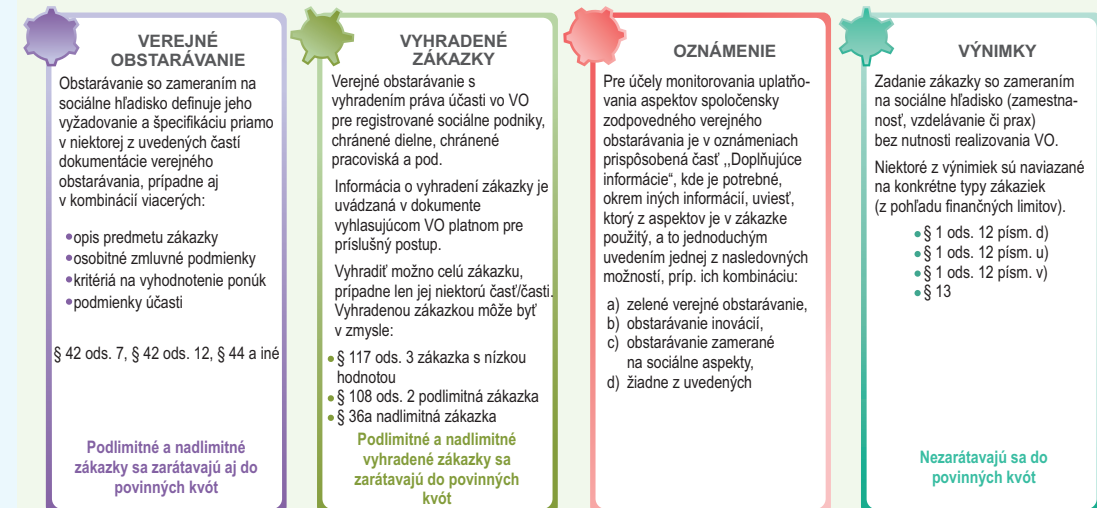 VEREJNÉ
OBSTARÁVANIE
Obstarávanie so zameraním na
sociálne hľadisko definuje jeho
vyžadovanie a špecifikáciu priamo
v niektorej z uvedených častí
dokumentácie verejného
obstarávania, prípadne aj
v kombinácií viacerých:
•opis predmetu zákazky
•osobitné zmluvné podmienky
•kritériá na vyhodnotenie ponúk
•podmienky účasti
§ 42 ods. 7, § 42 ods. 12, § 44 a iné
Podlimitné a nadlimitné
zákazky sa zarátavajú aj do
povinných kvót
VYHRADENÉ
ZÁKAZKY
Verejné obstarávanie s
vyhradením práva účasti vo VO
pre registrované sociálne podniky,
chránené dielne, chránené
pracoviská a pod.
Informácia o vyhradení zákazky je
uvádzaná v dokumente
vyhlasujúcom VO platnom pre
príslušný postup.
Vyhradiť možno celú zákazku,
prípadne len jej niektorú časť/časti.
Vyhradenou zákazkou môže byť
v zmysle:
• § 117 ods. 3 zákazka s nízkou
hodnotou
• § 108 ods. 2 podlimitná zákazka
• § 36a nadlimitná zákazka
Podlimitné a nadlimitné
vyhradené zákazky sa
zarátavajú do povinných
kvót
OZNÁMENIE
Pre účely monitorovania uplatňo-
vania aspektov spoločensky
zodpovedného verejného
obstarávania je v oznámeniach
prispôsobená časť ,,Doplňujúce
informácie“, kde je potrebné,
okrem iných informácií, uviesť,
ktorý z aspektov je v zákazke
použitý, a to jednoduchým
uvedením jednej z nasledovných
možností, príp. ich kombináciu:
a) zelené verejné obstarávanie,
b) obstarávanie inovácií,
c) obstarávanie zamerané
na sociálne aspekty,
d) žiadne z uvedených
VÝNIMKY
Zadanie zákazky so zameraním
na sociálne hľadisko (zamestna-
nosť, vzdelávanie či prax)
bez nutnosti realizovania VO.
Niektoré z výnimiek sú naviazané
na konkrétne typy zákaziek
(z pohľadu finančných limitov).
• § 1 ods. 12 písm. d)
• § 1 ods. 12 písm. u)
• § 1 ods. 12 písm. v)
• § 13
Nezarátavajú sa do
povinných kvót